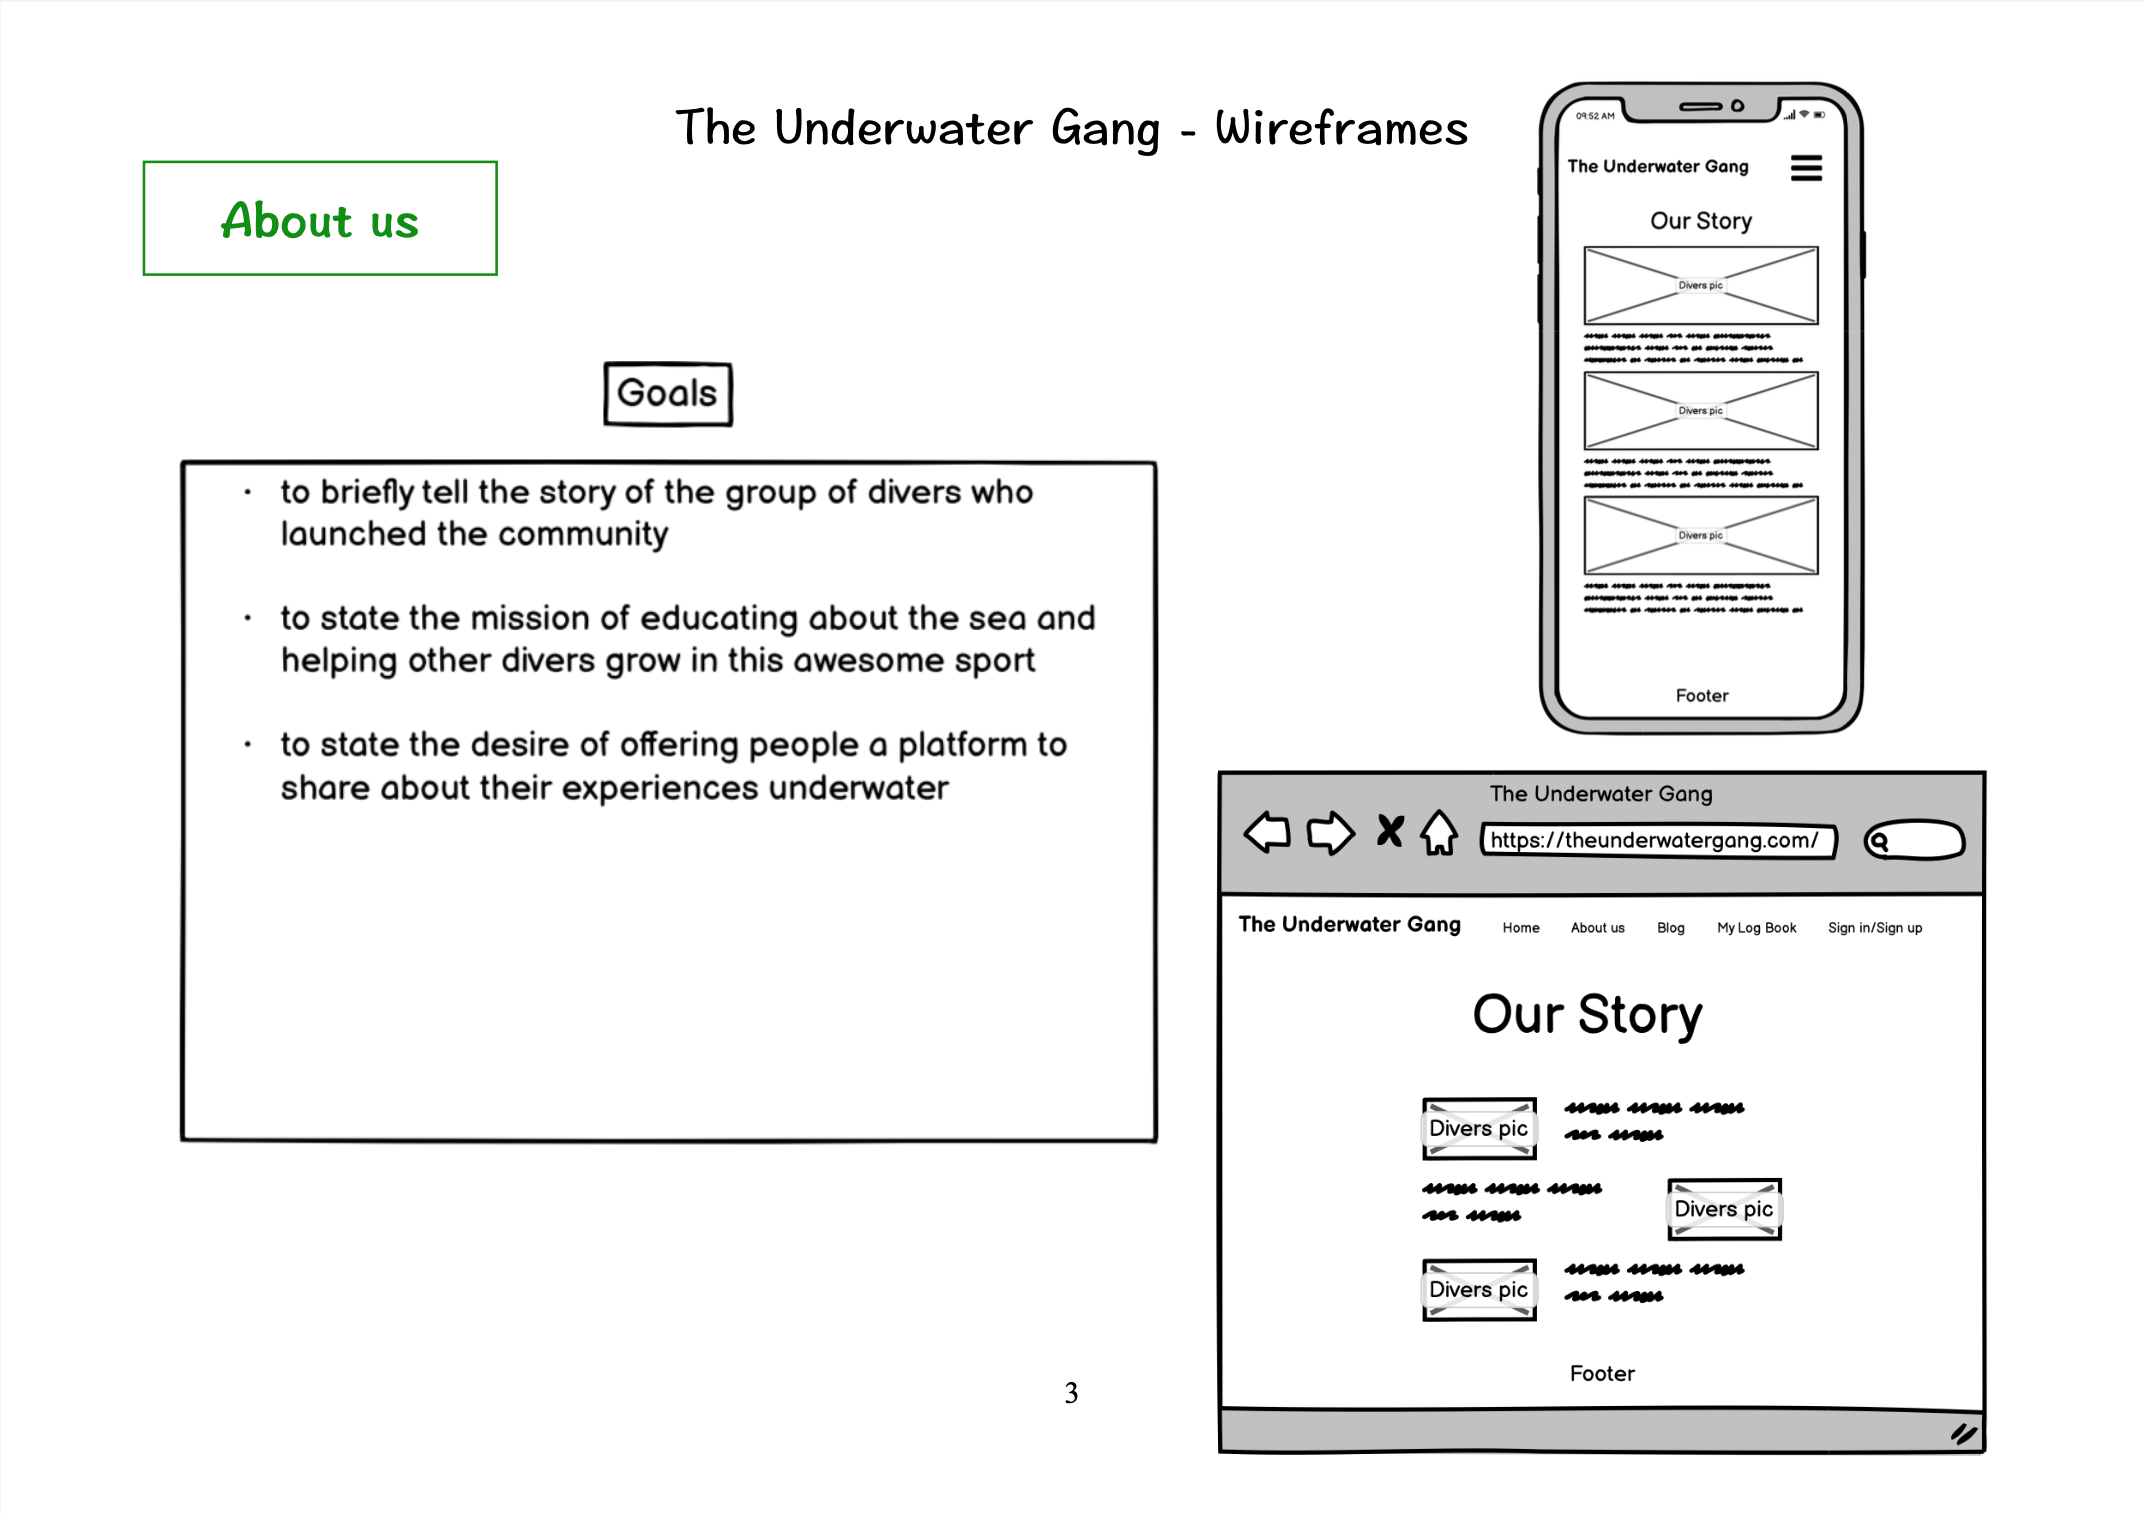 The Underwater Gang - Wireframes
About us
Goals
· to briefly tell the story of the group of divers who
launched the community
· to state the mission of educating about the sea and
helping other divers grow in this awesome sport
· to state the desire of offering people a platform to
share about their experiences underwater
09:52 AM
The Underwater Gang
Our Story
Divers pic
Divers pic
Divers pic
Footer
The Underwater Gang
https://theunderwatergang.com/
The Underwater Gang Home About us Blog My Log Book Sign in/Sign up
Our Story
Divers pic
Divers pic
Divers pic
Footer
3